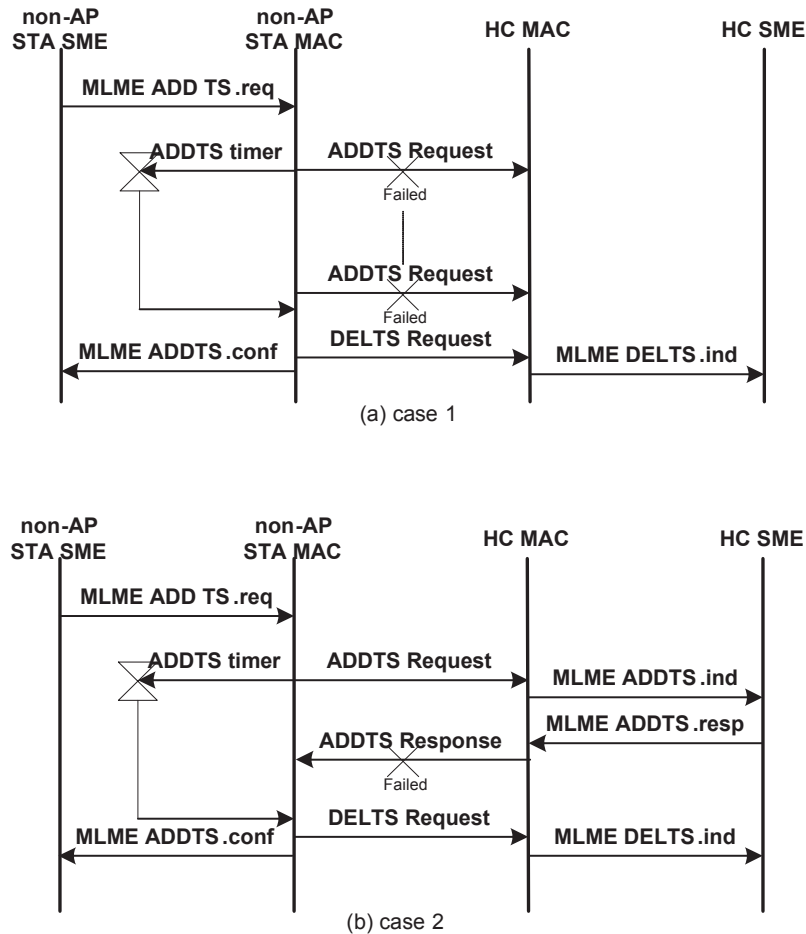 non-AP
STA SME
non-AP
STA MAC
HC MAC
HC SME
MLME ADD TS.req
ADDTS timer
ADDTS Request
Failed
ADDTS Request
Failed
DELTS Request
MLME ADDTS.conf
MLME DELTS.ind
(a) case 1
non-AP
STA SME
non-AP
STA MAC
HC MAC
HC SME
MLME ADD TS.req
ADDTS timer
ADDTS Request
MLME ADDTS.ind
MLME ADDTS.resp
ADDTS Response
Failed
DELTS Request
MLME ADDTS.conf
MLME DELTS.ind
(b) case 2